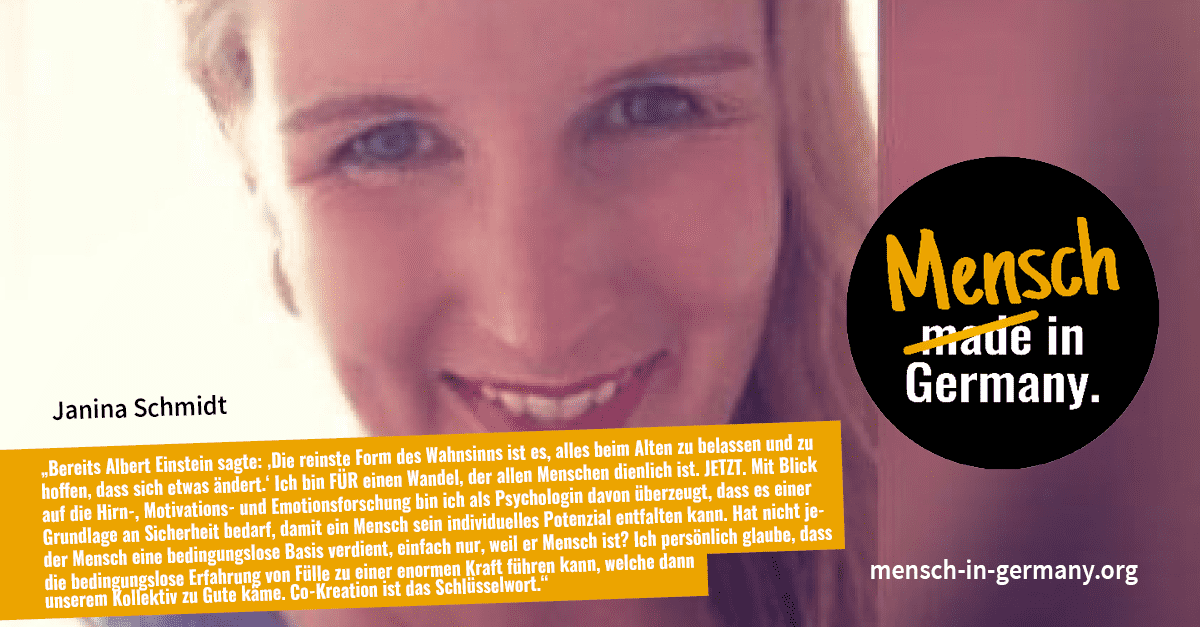 Janina Schmidt
„Bereits Albert Einstein sagte: ‚Die reinste Form des Wahnsinns ist es, alles beim Alten zu belassen und zu
hoffen, dass sich etwas ändert.‘ Ich bin FÜR einen Wandel, der allen Menschen dienlich ist. JETZT. Mit Blick
auf die Hirn-, Motivations- und Emotionsforschung bin ich als Psychologin davon überzeugt, dass es einer
Grundlage an Sicherheit bedarf, damit ein Mensch sein individuelles Potenzial entfalten kann. Hat nicht je-
der Mensch eine bedingungslose Basis verdient, einfach nur, weil er Mensch ist? Ich persönlich glaube, dass
die bedingungslose Erfahrung von Fülle zu einer enormen Kraft führen kann, welche dann
unserem Kollektiv zu Gute käme. Co-Kreation ist das Schlüsselwort.“
Mensch
made in
Germany.
mensch-in-germany.org